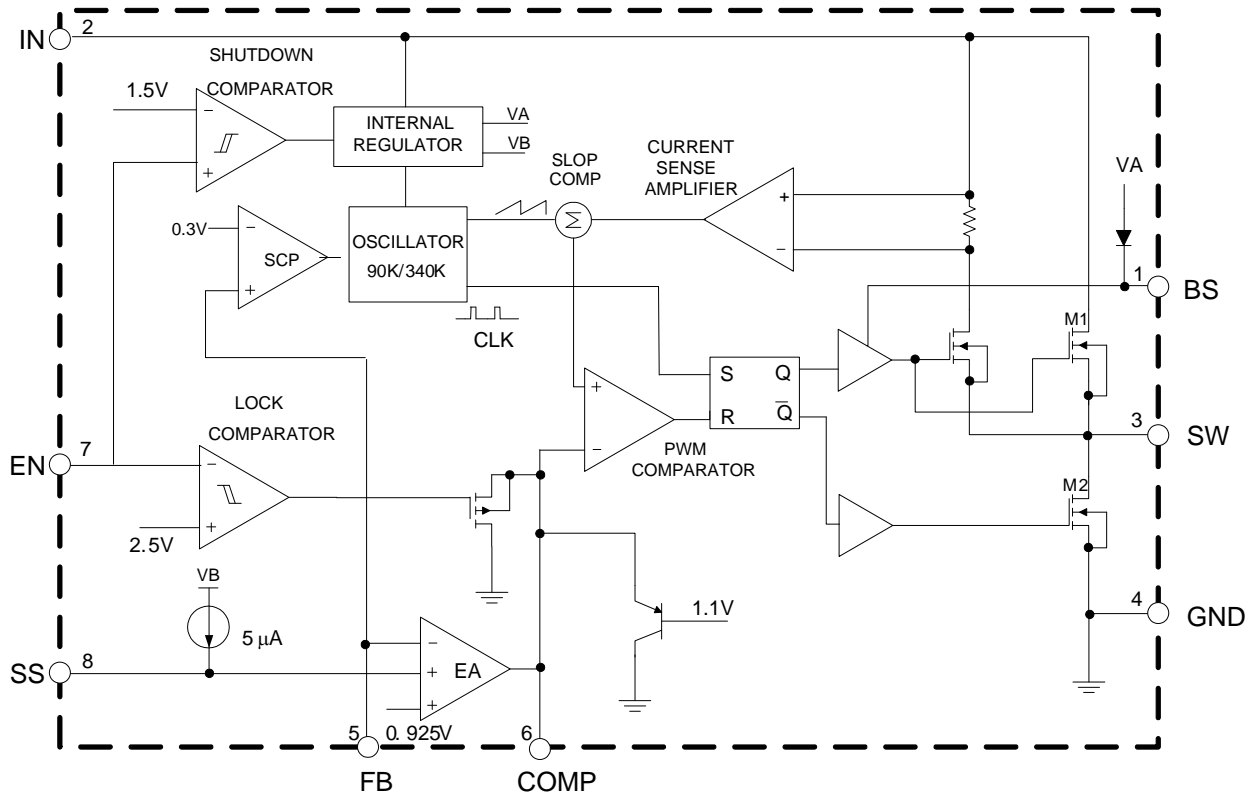 IN
2
SHUTDOWN
COMPARATOR
1.5V
−
+
INTERNAL
REGULATOR
VA
VB
SLOP
COMP
Σ
CURRENT
SENSE
AMPLIFIER
+
−
VA
0.3V
−
+
SCP
OSCILLATOR
90K/340K
CLK
1
BS
M1
LOCK
COMPARATOR
+
−
PWM
COMPARATOR
S
Q
R
Q̅
3
SW
EN
7
−
+
2.5V
M2
VB
5 μA
1.1V
4
GND
SS
8
−
+
+
EA
0. 925V
5
6
FB
COMP